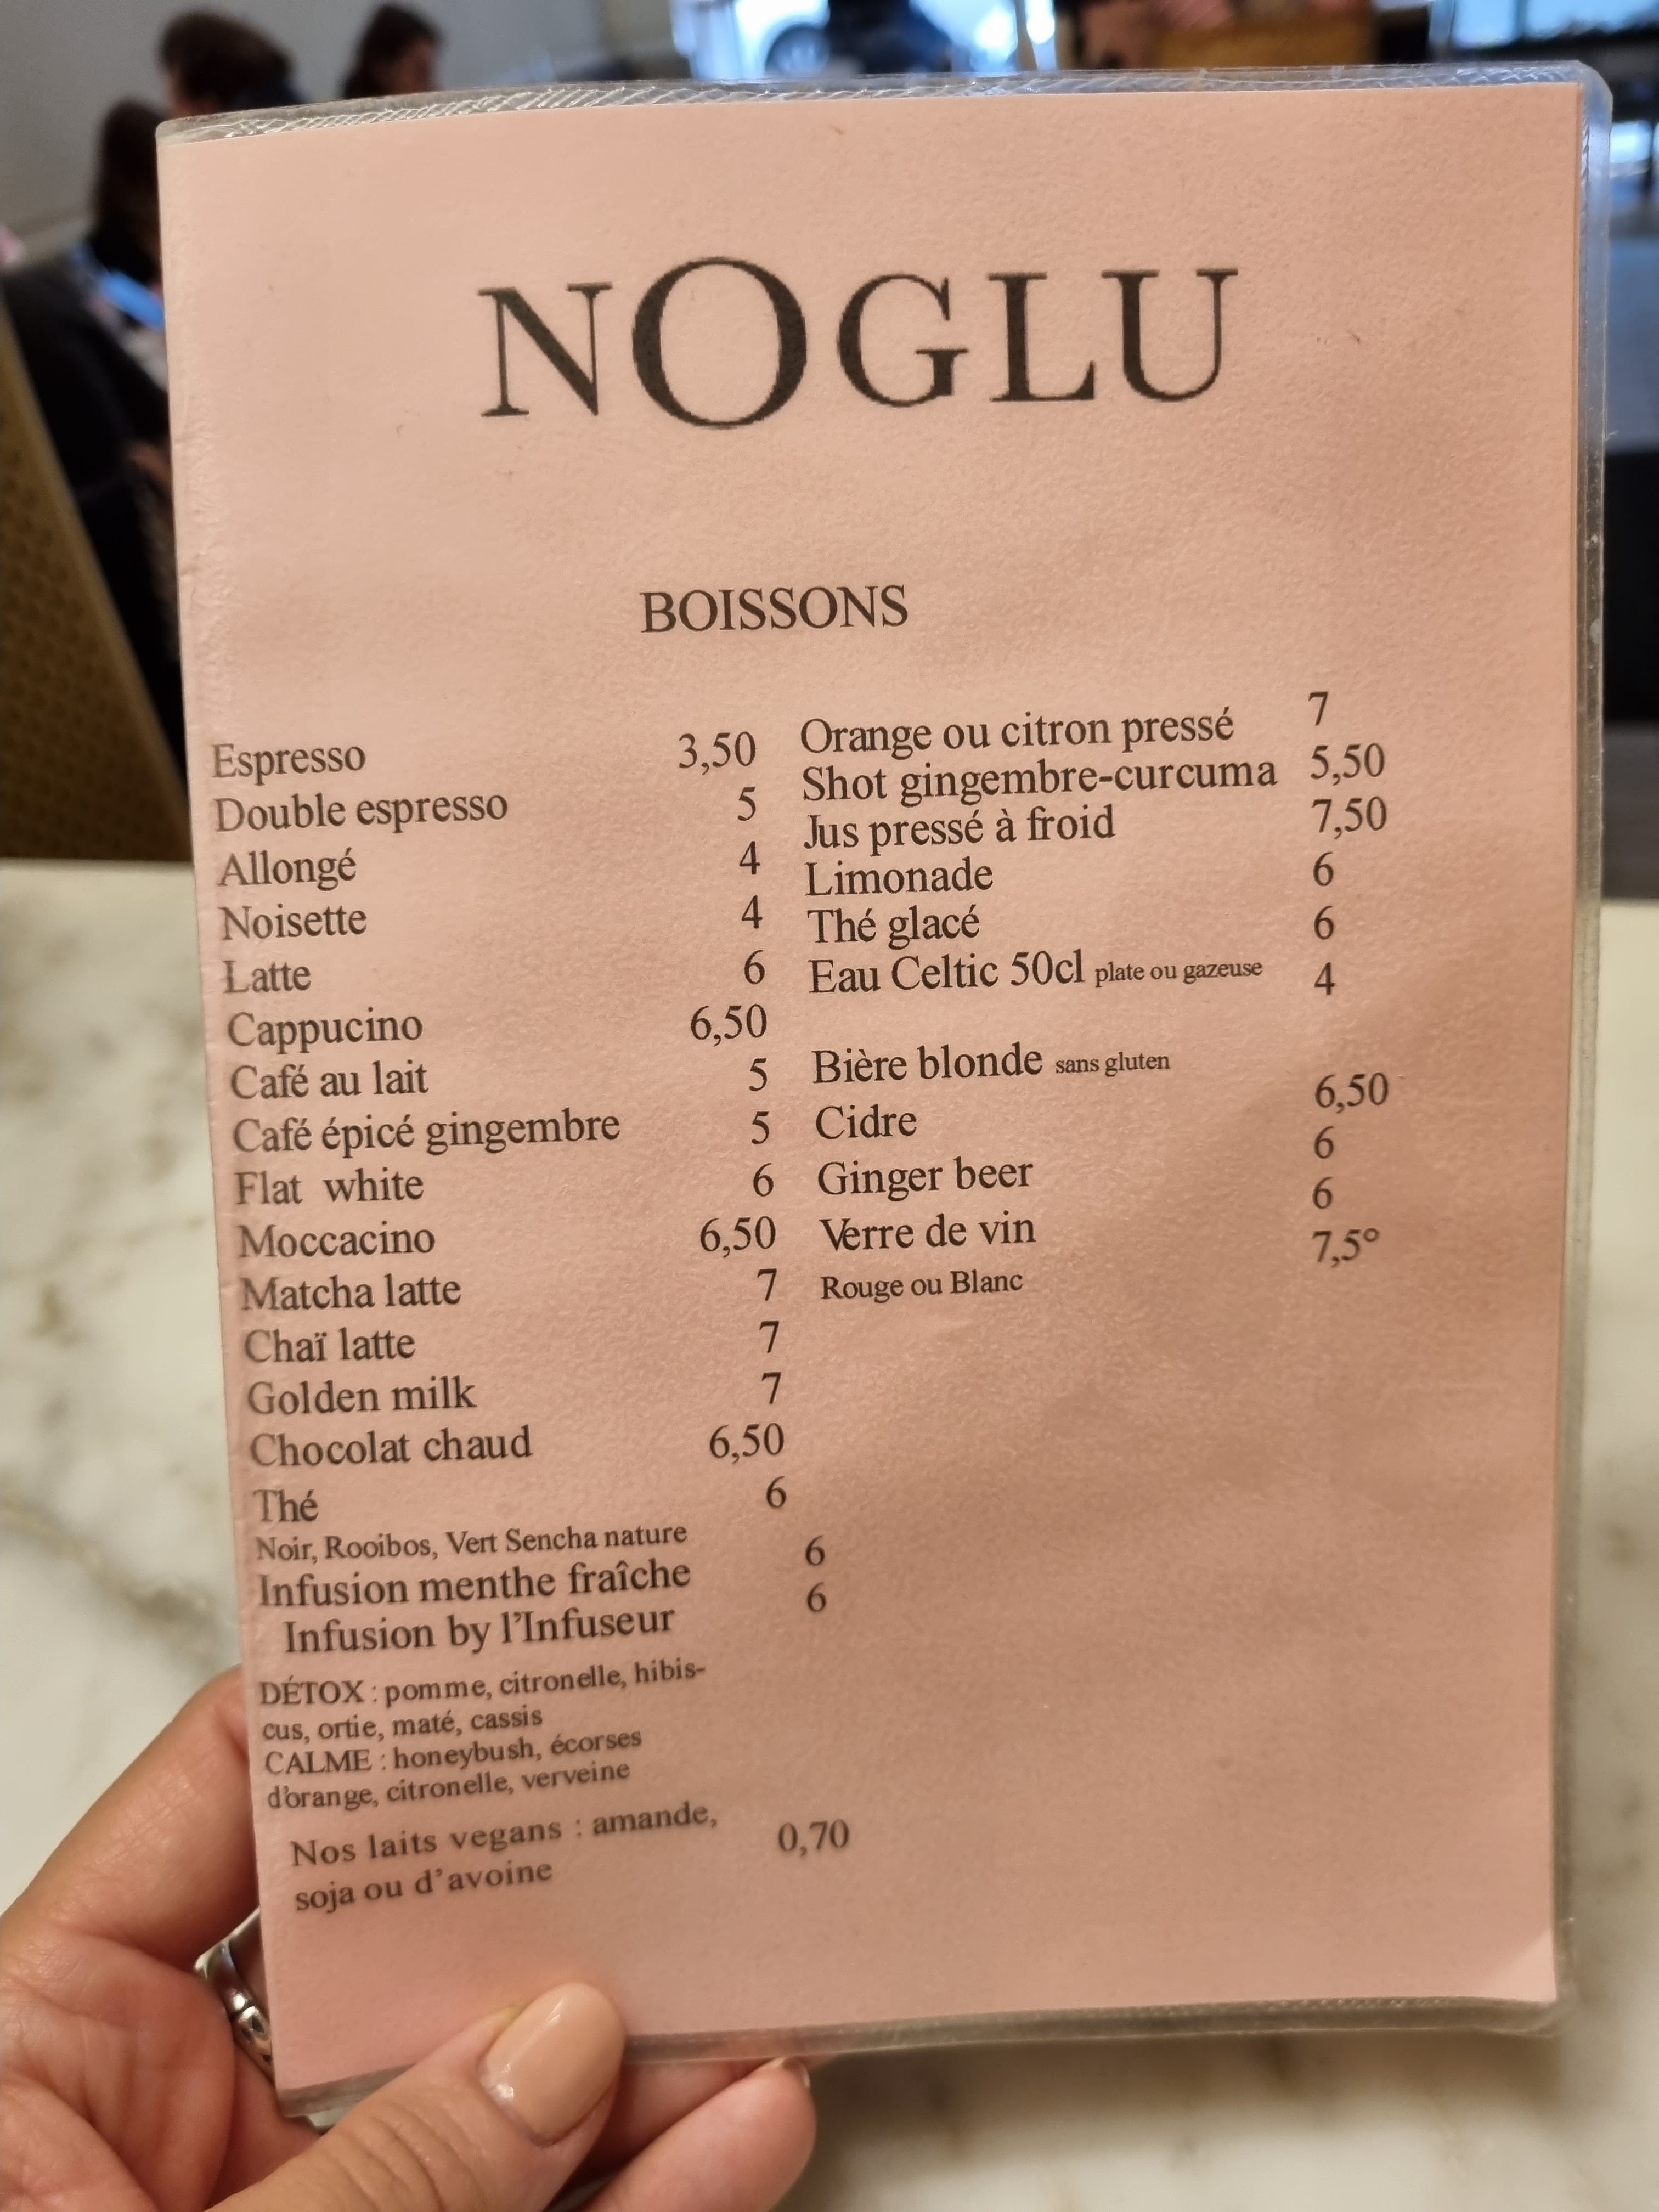 NOGLU
BOISSONS
Espresso 3,50
Double espresso 5
Allongé 4
Noisette 4
Latte 6
Cappucino 6,50
Café au lait 5
Café épicé gingembre 5
Flat white 6
Moccacino 6,50
Matcha latte 7
Chaï latte 7
Golden milk 7
Chocolat chaud 6,50
Thé 6
Noir, Rooibos, Vert Sencha nature
Infusion menthe fraîche 6
Infusion by l'Infuseur 6
DÉTOX : pomme, citronelle, hibis-
cus, ortie, maté, cassis
CALME : honeybush, écorses
d'orange, citronelle, verveine
Nos laits vegans : amande, 0,70
soja ou d'avoine
Orange ou citron pressé 7
Shot gingembre-curcuma 5,50
Jus pressé à froid 7,50
Limonade 6
Thé glacé 6
Eau Celtic 50cl plate ou gazeuse 4
Bière blonde sans gluten 6,50
Cidre 6
Ginger beer 6
Verre de vin 7,5°
Rouge ou Blanc